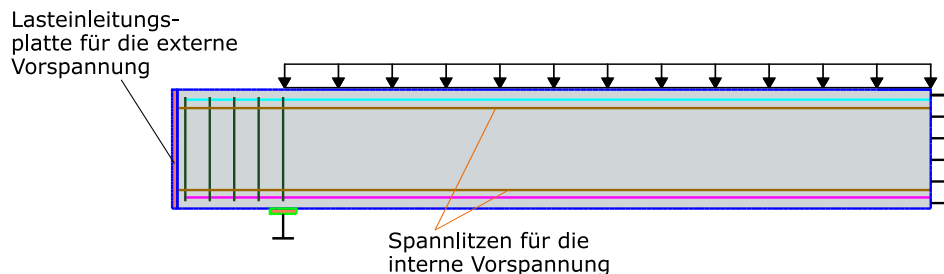 Lasteinleitungs-
platte für die externe
Vorspannung
Spannlitzen für die
interne Vorspannung